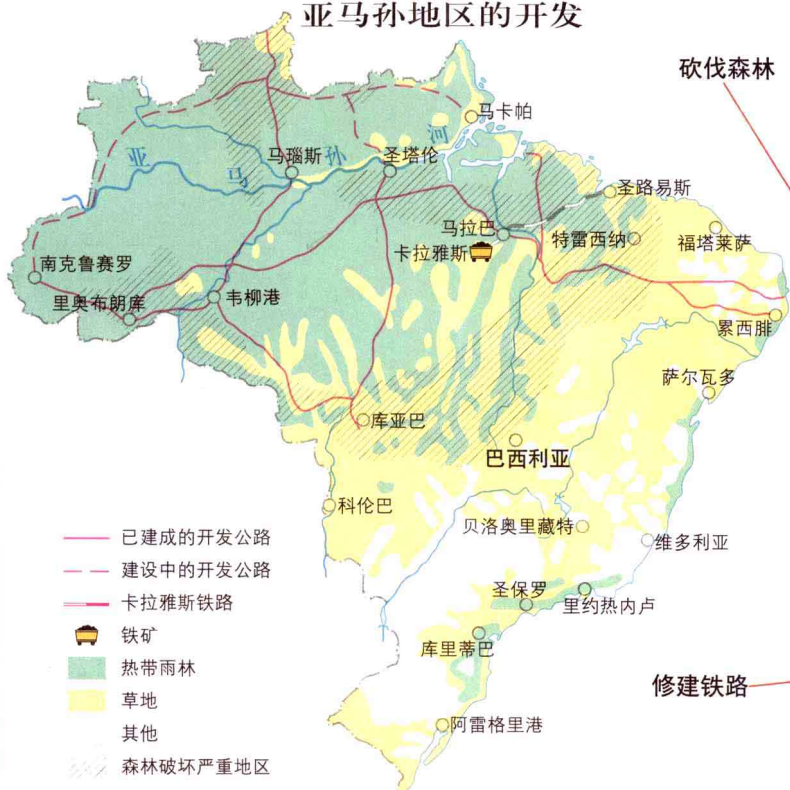 亚马孙地区的开发
砍伐森林
马卡帕
亚马孙河
马瑙斯
圣塔伦
圣路易斯
马拉巴
卡拉雅斯
特雷西纳
福塔莱萨
南克鲁赛罗
里奥布朗库
韦柳港
累西腓
萨尔瓦多
库亚巴
巴西利亚
科伦巴
贝洛奥里藏特
维多利亚
圣保罗
里约热内卢
库里蒂巴
修建铁路
阿雷格里港
已建成的开发公路
建设中的开发公路
卡拉雅斯铁路
铁矿
热带雨林
草地
其他
森林破坏严重地区